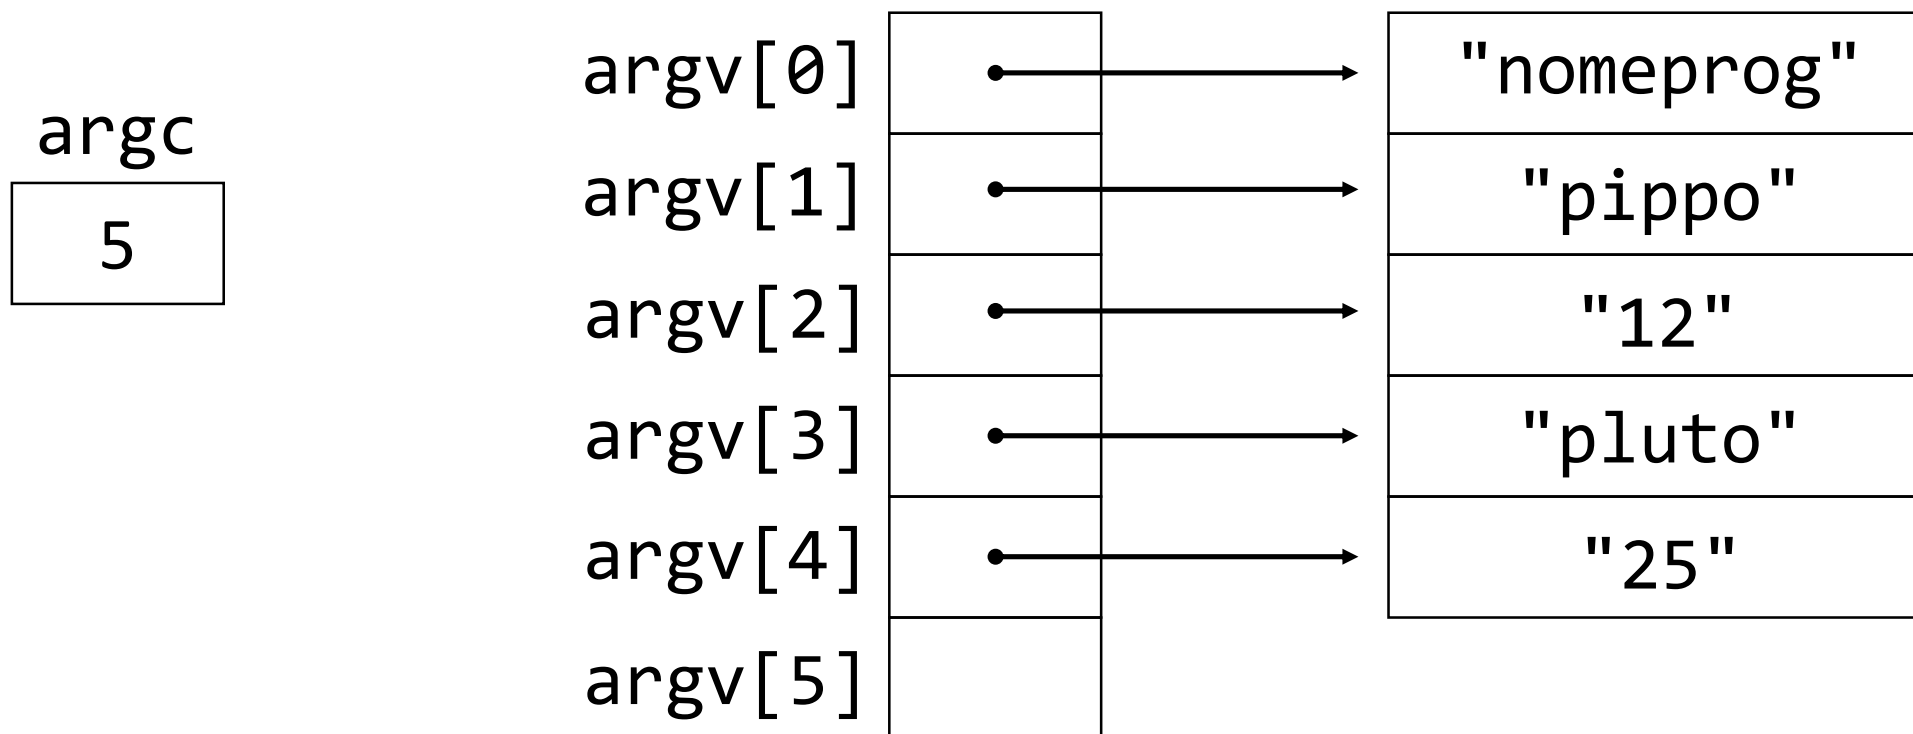 argc
5
argv[0]
"nomeprog"
argv[1]
"pippo"
argv[2]
"12"
argv[3]
"pluto"
argv[4]
"25"
argv[5]